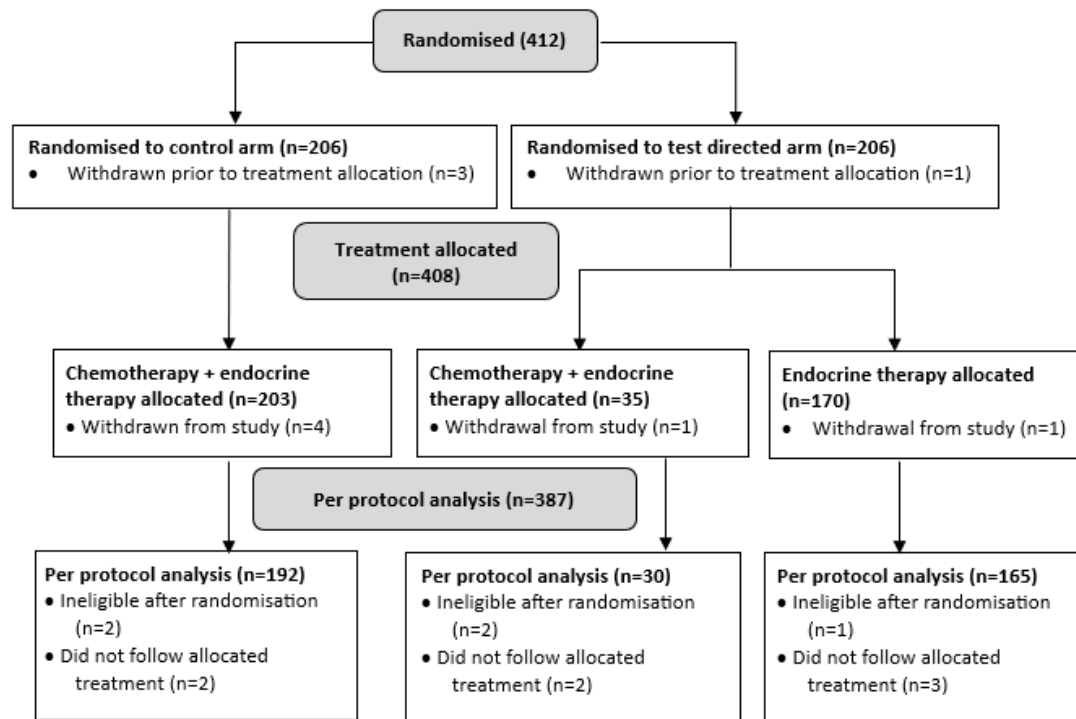 Randomised (412)
Randomised to control arm (n=206)
• Withdrawn prior to treatment allocation (n=3)
Randomised to test directed arm (n=206)
• Withdrawn prior to treatment allocation (n=1)
Treatment allocated
(n=408)
Chemotherapy + endocrine
therapy allocated (n=203)
• Withdrawn from study (n=4)
Chemotherapy + endocrine
therapy allocated (n=35)
• Withdrawal from study (n=1)
Endocrine therapy allocated
(n=170)
• Withdrawal from study (n=1)
Per protocol analysis (n=387)
Per protocol analysis (n=192)
• Ineligible after randomisation
(n=2)
• Did not follow allocated
treatment (n=2)
Per protocol analysis (n=30)
• Ineligible after randomisation
(n=2)
• Did not follow allocated
treatment (n=2)
Per protocol analysis (n=165)
• Ineligible after randomisation
(n=1)
• Did not follow allocated
treatment (n=3)